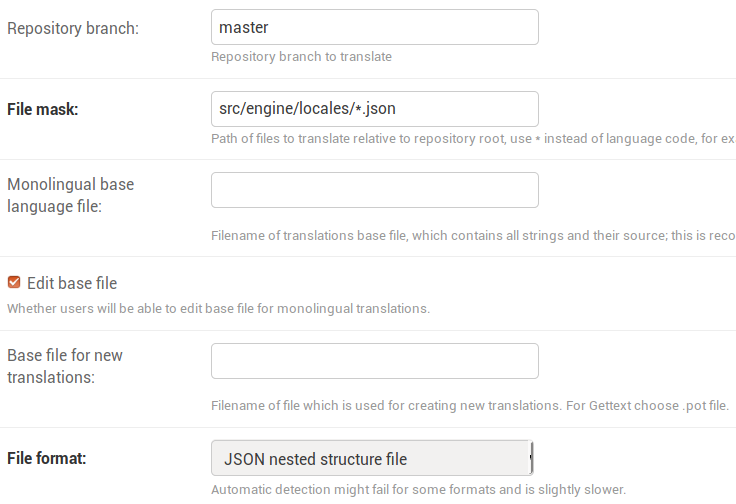 Repository branch:
master
Repository branch to translate
File mask:
src/engine/locales/*.json
Path of files to translate relative to repository root, use * instead of language code, for ex
Monolingual base
language file:
Filename of translations base file, which contains all strings and their source; this is reco
Edit base file
Whether users will be able to edit base file for monolingual translations.
Base file for new
translations:
Filename of file which is used for creating new translations. For Gettext choose .pot file.
File format:
JSON nested structure file
Automatic detection might fail for some formats and is slightly slower.